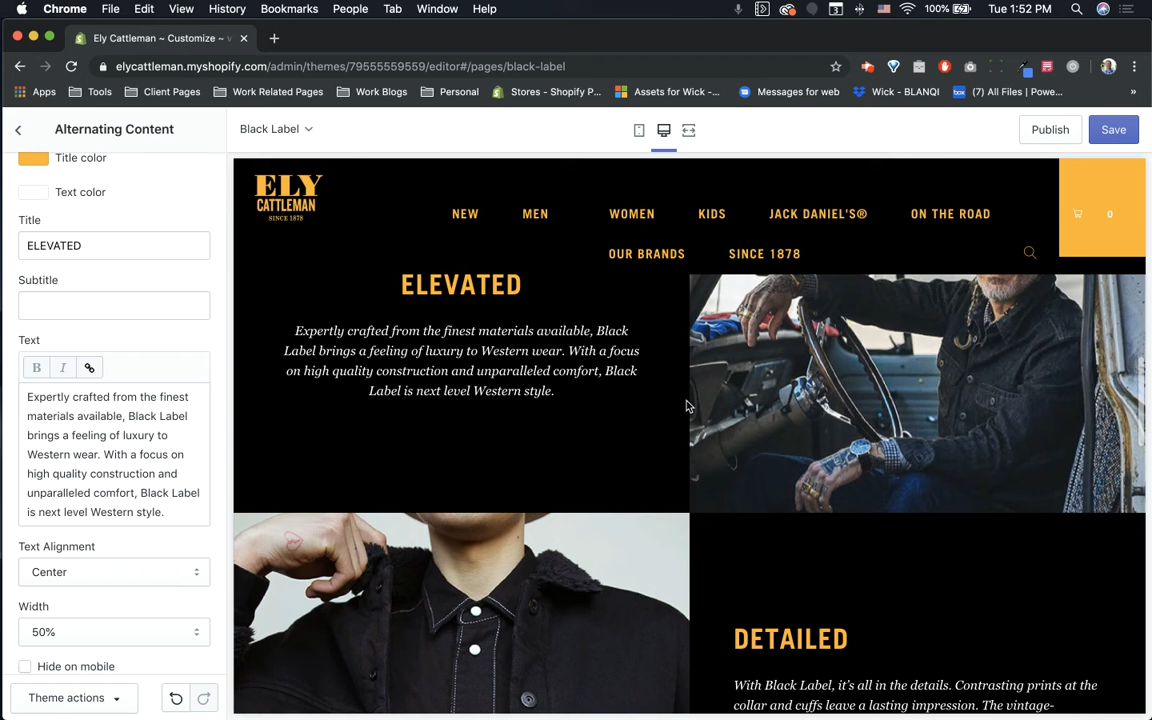 Chrome File Edit View History Bookmarks People Tab Window Help 3 100% Tue 1:52 PM
Ely Cattleman ~ Customize ~ v
elycattleman.myshopify.com/admin/themes/79555559559/editor#/pages/black-label
Apps Tools Client Pages Work Related Pages Work Blogs Personal Stores - Shopify P... Assets for Wick -... Messages for web Wick - BLANQI box (7) All Files | Powe... »
Alternating Content Black Label Publish Save
Title color
Text color
Title
ELEVATED
Subtitle
Text
B I
Expertly crafted from the finest
materials available, Black Label
brings a feeling of luxury to
Western wear. With a focus on
high quality construction and
unparalleled comfort, Black Label
is next level Western style.
Text Alignment
Center
Width
50%
Hide on mobile
Theme actions
ELY
CATTLEMAN
SINCE 1878
NEW MEN WOMEN KIDS JACK DANIEL'S® ON THE ROAD 0
OUR BRANDS SINCE 1878
ELEVATED
Expertly crafted from the finest materials available, Black
Label brings a feeling of luxury to Western wear. With a focus
on high quality construction and unparalleled comfort, Black
Label is next level Western style.
DETAILED
With Black Label, it's all in the details. Contrasting prints at the
collar and cuffs leave a lasting impression. The vintage-